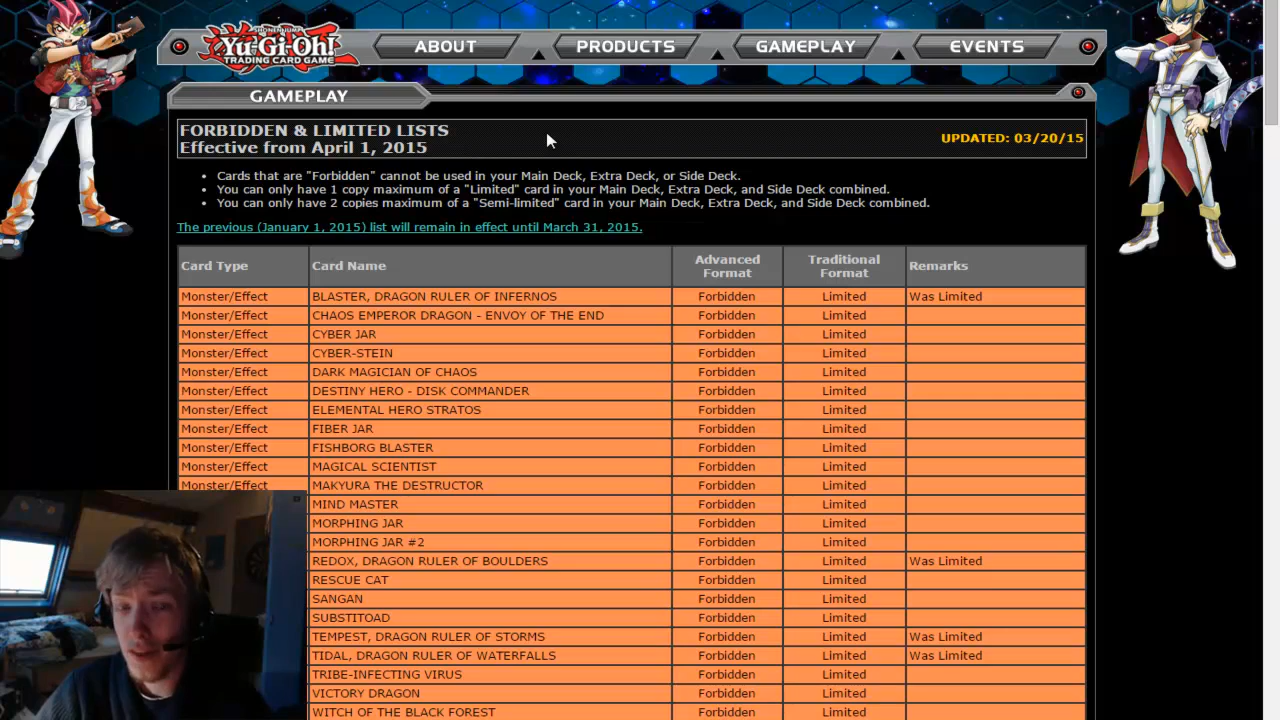 SHONENJUMP
Yu-Gi-Oh!
TRADING CARD GAME
ABOUT
PRODUCTS
GAMEPLAY
EVENTS
GAMEPLAY
FORBIDDEN & LIMITED LISTS
Effective from April 1, 2015
UPDATED: 03/20/15
Cards that are "Forbidden" cannot be used in your Main Deck, Extra Deck, or Side Deck.
You can only have 1 copy maximum of a "Limited" card in your Main Deck, Extra Deck, and Side Deck combined.
You can only have 2 copies maximum of a "Semi-limited" card in your Main Deck, Extra Deck, and Side Deck combined.
The previous (January 1, 2015) list will remain in effect until March 31, 2015.
Card Type Card Name Advanced Format Traditional Format Remarks
Monster/Effect BLASTER, DRAGON RULER OF INFERNOS Forbidden Limited Was Limited
Monster/Effect CHAOS EMPEROR DRAGON - ENVOY OF THE END Forbidden Limited
Monster/Effect CYBER JAR Forbidden Limited
Monster/Effect CYBER-STEIN Forbidden Limited
Monster/Effect DARK MAGICIAN OF CHAOS Forbidden Limited
Monster/Effect DESTINY HERO - DISK COMMANDER Forbidden Limited
Monster/Effect ELEMENTAL HERO STRATOS Forbidden Limited
Monster/Effect FIBER JAR Forbidden Limited
Monster/Effect FISHBORG BLASTER Forbidden Limited
Monster/Effect MAGICAL SCIENTIST Forbidden Limited
Monster/Effect MAKYURA THE DESTRUCTOR Forbidden Limited
MIND MASTER Forbidden Limited
MORPHING JAR Forbidden Limited
MORPHING JAR #2 Forbidden Limited
REDOX, DRAGON RULER OF BOULDERS Forbidden Limited Was Limited
RESCUE CAT Forbidden Limited
SANGAN Forbidden Limited
SUBSTITOAD Forbidden Limited
TEMPEST, DRAGON RULER OF STORMS Forbidden Limited Was Limited
TIDAL, DRAGON RULER OF WATERFALLS Forbidden Limited Was Limited
TRIBE-INFECTING VIRUS Forbidden Limited
VICTORY DRAGON Forbidden Limited
WITCH OF THE BLACK FOREST Forbidden Limited